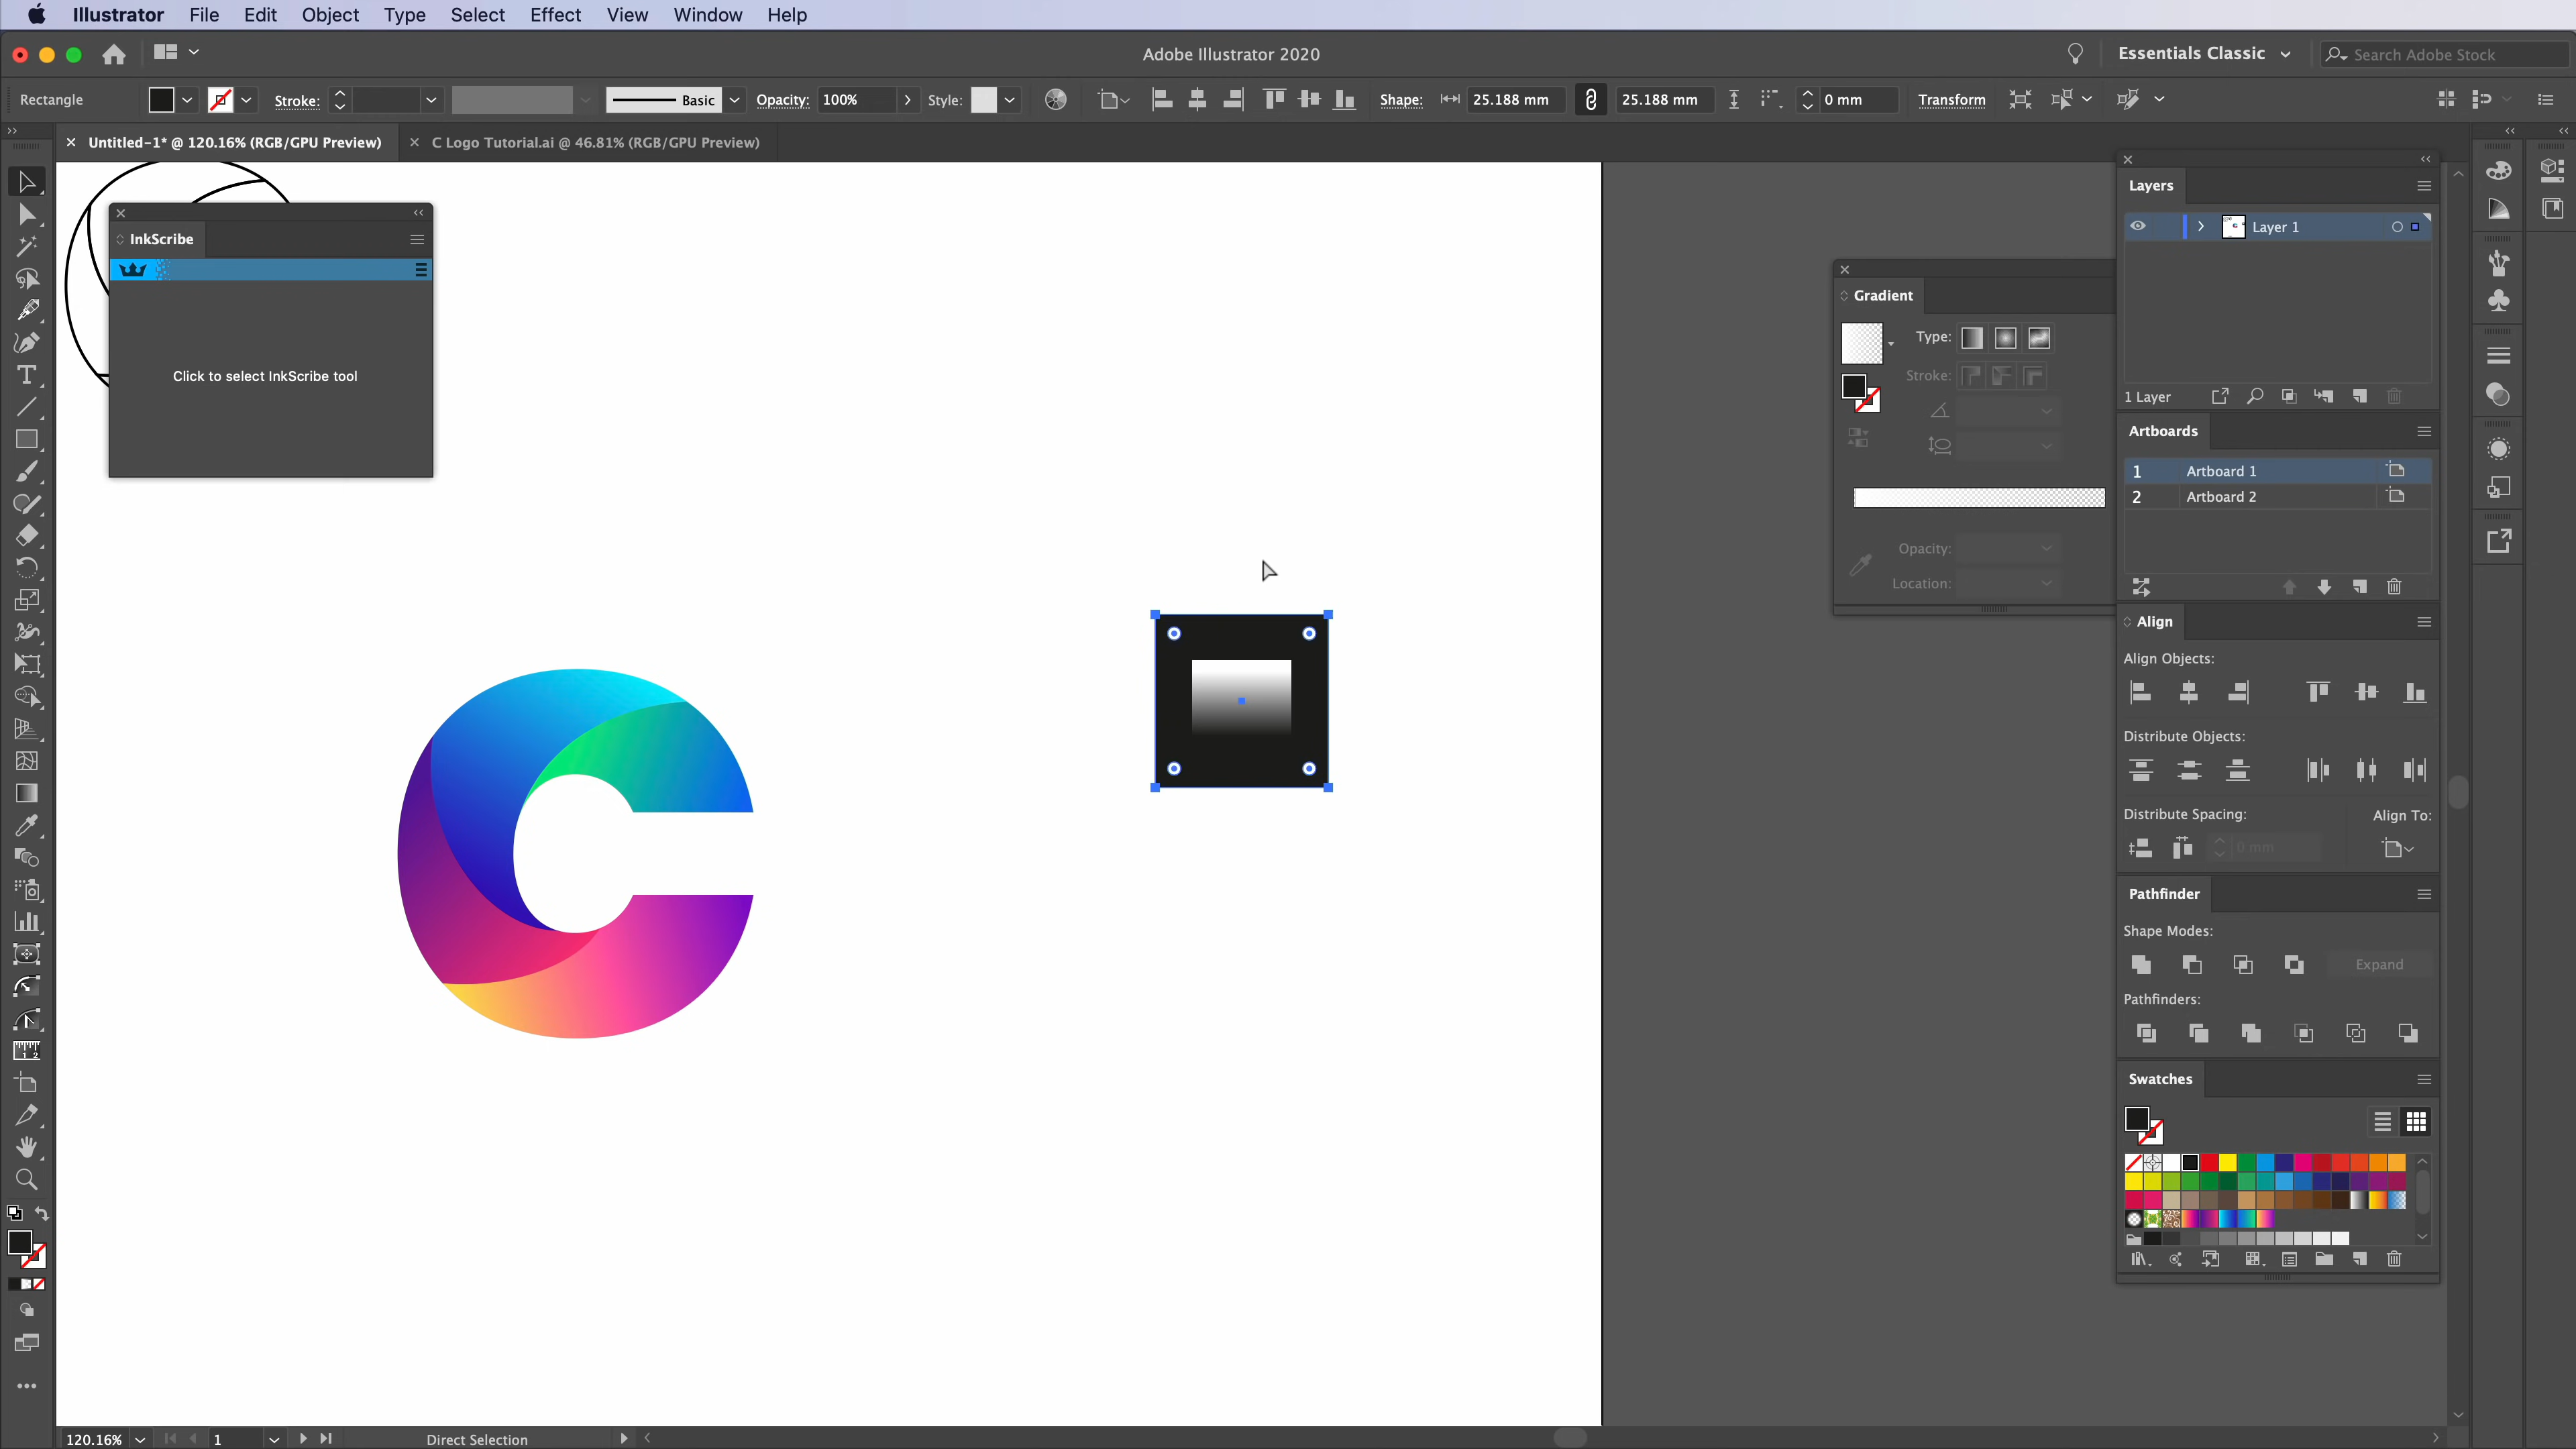 Illustrator File Edit Object Type Select Effect View Window Help
Adobe Illustrator 2020
Essentials Classic
Search Adobe Stock
Rectangle
Stroke:
Basic
Opacity: 100%
Style:
Shape: 25.188 mm 25.188 mm
0 mm
Transform
Untitled-1* @ 120.16% (RGB/GPU Preview)
C Logo Tutorial.ai @ 46.81% (RGB/GPU Preview)
InkScribe
Click to select InkScribe tool
Gradient
Type:
Stroke:
Opacity:
Location:
Layers
Layer 1
1 Layer
Artboards
1 Artboard 1
2 Artboard 2
Align
Align Objects:
Distribute Objects:
Distribute Spacing: Align To:
0 mm
Pathfinder
Shape Modes:
Expand
Pathfinders:
Swatches
120.16% 1 Direct Selection